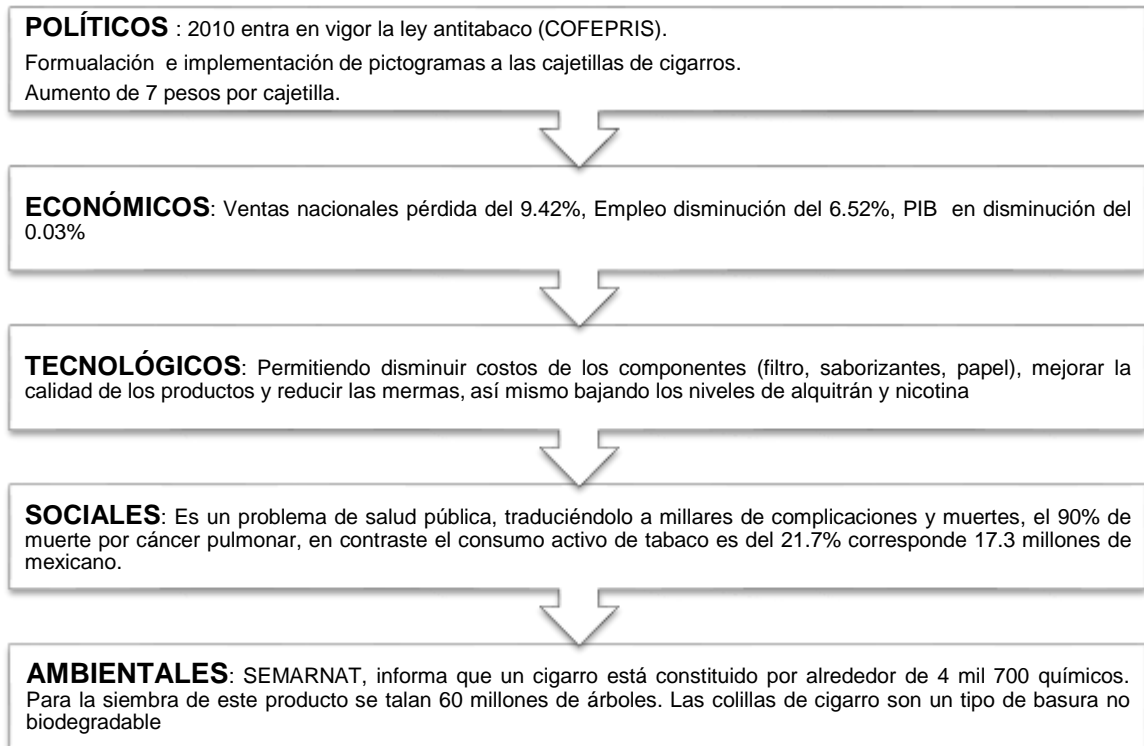 POLÍTICOS : 2010 entra en vigor la ley antitabaco (COFEPRIS).
Formualación e implementación de pictogramas a las cajetillas de cigarros.
Aumento de 7 pesos por cajetilla.
ECONÓMICOS: Ventas nacionales pérdida del 9.42%, Empleo disminución del 6.52%, PIB en disminución del
0.03%
TECNOLÓGICOS: Permitiendo disminuir costos de los componentes (filtro, saborizantes, papel), mejorar la
calidad de los productos y reducir las mermas, así mismo bajando los niveles de alquitrán y nicotina
SOCIALES: Es un problema de salud pública, traduciéndolo a millares de complicaciones y muertes, el 90% de
muerte por cáncer pulmonar, en contraste el consumo activo de tabaco es del 21.7% corresponde 17.3 millones de
mexicano.
AMBIENTALES: SEMARNAT, informa que un cigarro está constituido por alrededor de 4 mil 700 químicos.
Para la siembra de este producto se talan 60 millones de árboles. Las colillas de cigarro son un tipo de basura no
biodegradable